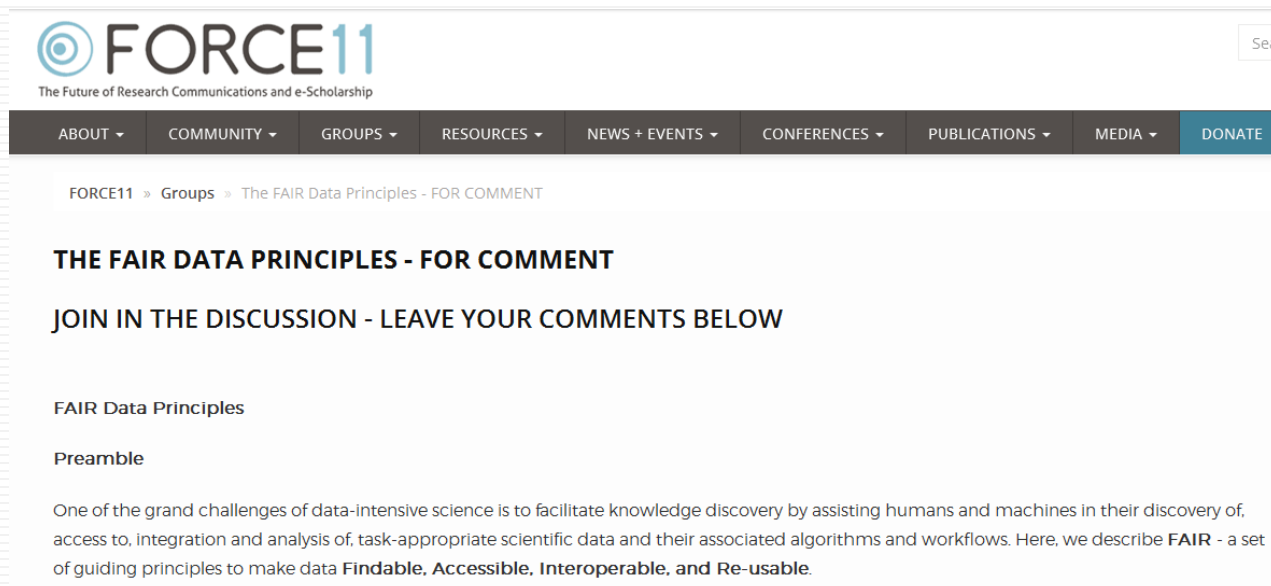 FORCE11
The Future of Research Communications and e-Scholarship
ABOUT COMMUNITY GROUPS RESOURCES NEWS + EVENTS CONFERENCES PUBLICATIONS MEDIA DONATE
FORCE11 » Groups » The FAIR Data Principles - FOR COMMENT
THE FAIR DATA PRINCIPLES - FOR COMMENT
JOIN IN THE DISCUSSION - LEAVE YOUR COMMENTS BELOW
FAIR Data Principles
Preamble
One of the grand challenges of data-intensive science is to facilitate knowledge discovery by assisting humans and machines in their discovery of,
access to, integration and analysis of, task-appropriate scientific data and their associated algorithms and workflows. Here, we describe FAIR - a set
of guiding principles to make data Findable, Accessible, Interoperable, and Re-usable.